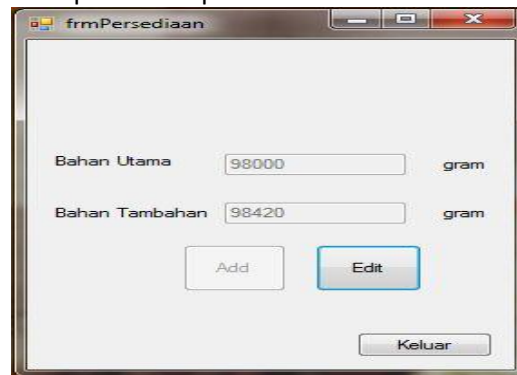 frmPersediaan
Bahan Utama 98000 gram
Bahan Tambahan 98420 gram
Add Edit
Keluar